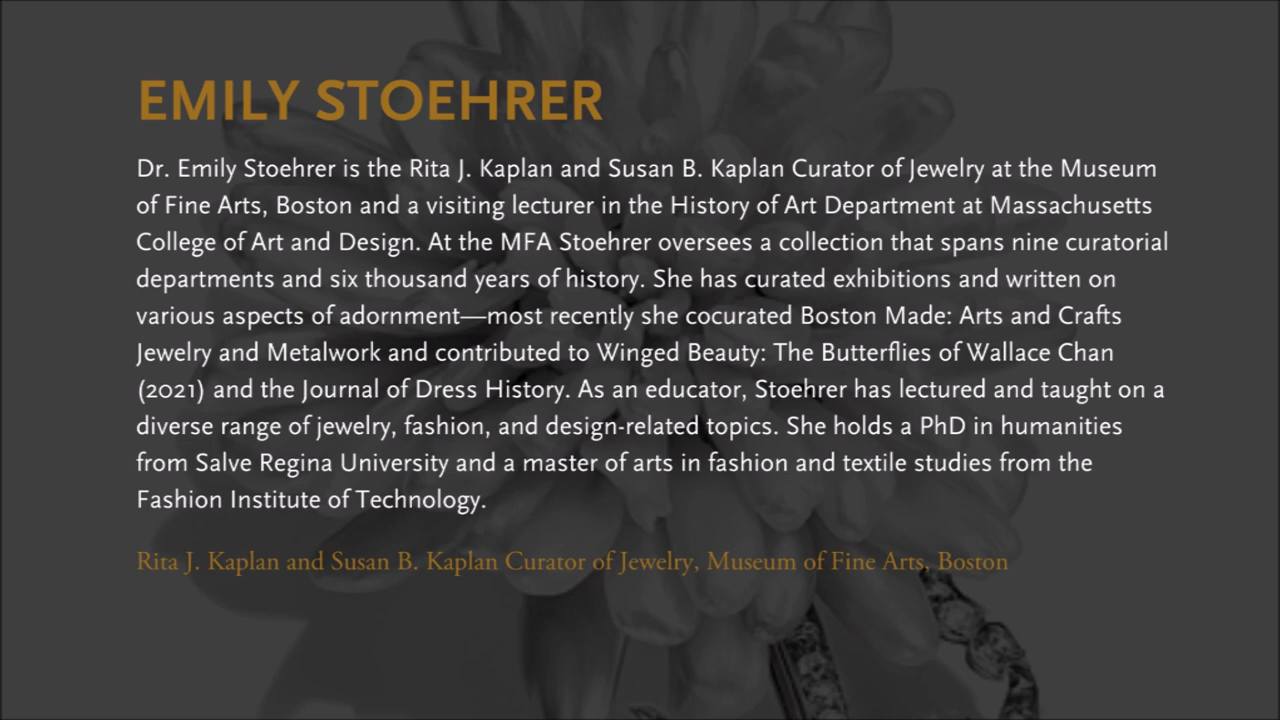 EMILY STOEHRER
Dr. Emily Stoehrer is the Rita J. Kaplan and Susan B. Kaplan Curator of Jewelry at the Museum
of Fine Arts, Boston and a visiting lecturer in the History of Art Department at Massachusetts
College of Art and Design. At the MFA Stoehrer oversees a collection that spans nine curatorial
departments and six thousand years of history. She has curated exhibitions and written on
various aspects of adornment—most recently she cocurated Boston Made: Arts and Crafts
Jewelry and Metalwork and contributed to Winged Beauty: The Butterflies of Wallace Chan
(2021) and the Journal of Dress History. As an educator, Stoehrer has lectured and taught on a
diverse range of jewelry, fashion, and design-related topics. She holds a PhD in humanities
from Salve Regina University and a master of arts in fashion and textile studies from the
Fashion Institute of Technology.
Rita J. Kaplan and Susan B. Kaplan Curator of Jewelry, Museum of Fine Arts, Boston